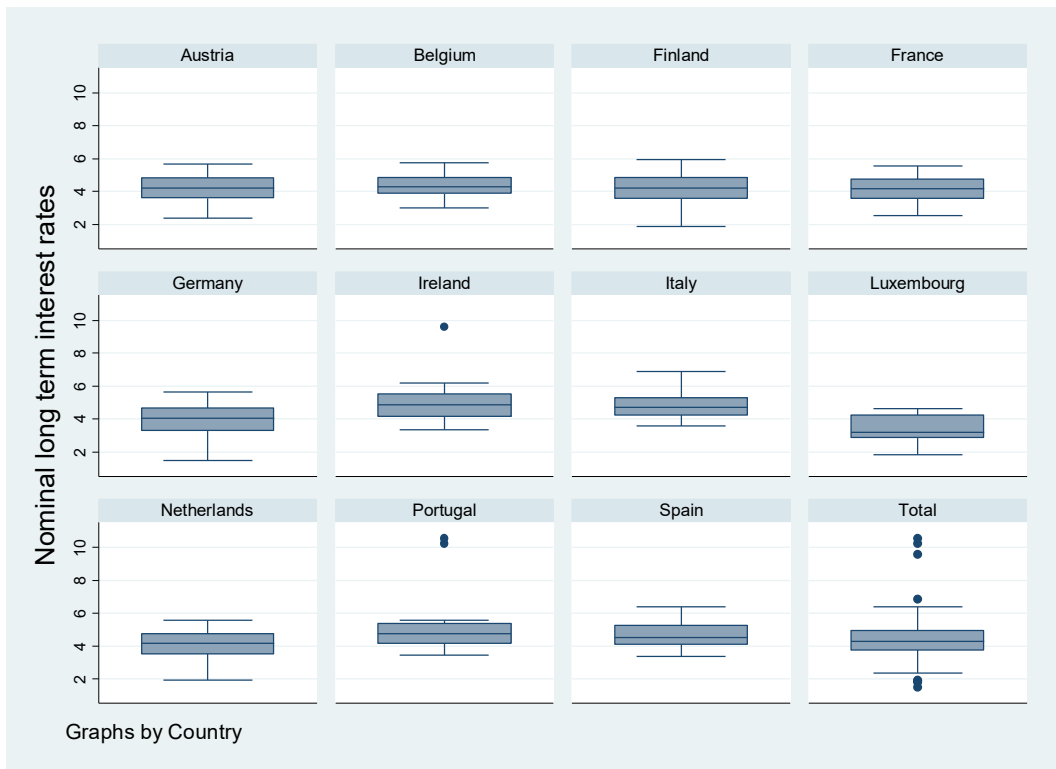 Nominal long term interest rates
Austria
Belgium
Finland
France
10
8
6
4
2
Germany
Ireland
Italy
Luxembourg
10
8
6
4
2
Netherlands
Portugal
Spain
Total
10
8
6
4
2
Graphs by Country